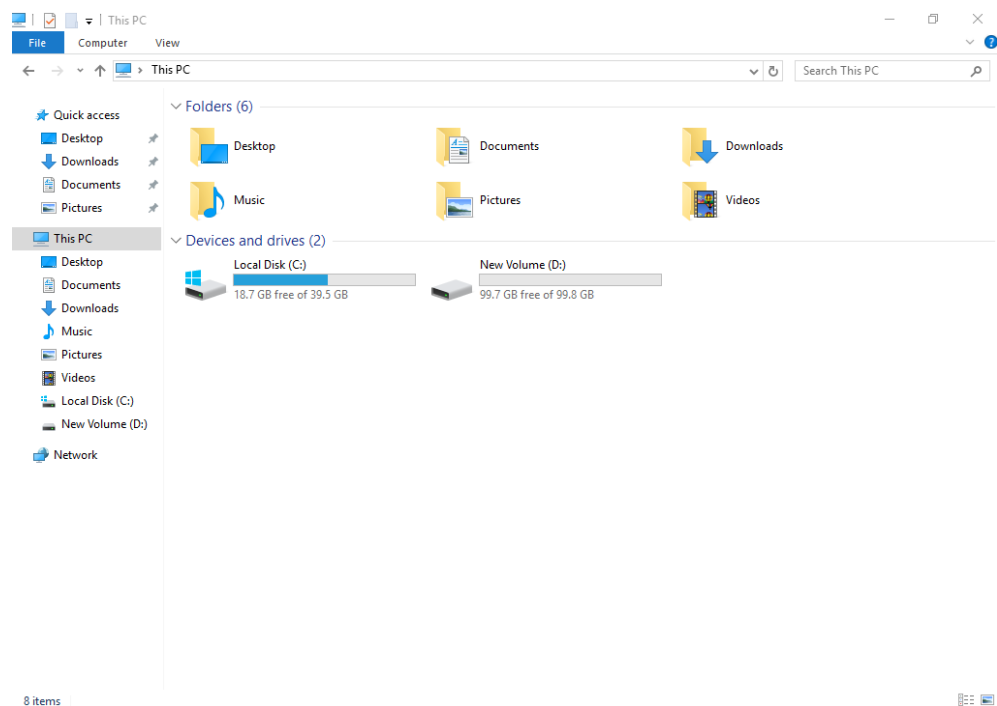 This PC
File Computer View
This PC
Search This PC
Quick access
Desktop
Downloads
Documents
Pictures
This PC
Desktop
Documents
Downloads
Music
Pictures
Videos
Local Disk (C:)
New Volume (D:)
Network
Folders (6)
Desktop Documents Downloads
Music Pictures Videos
Devices and drives (2)
Local Disk (C:)
18.7 GB free of 39.5 GB
New Volume (D:)
99.7 GB free of 99.8 GB
8 items